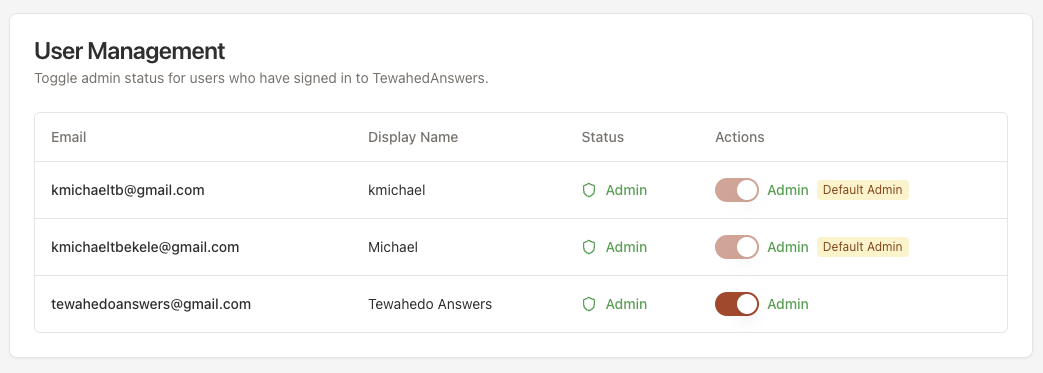 User Management
Toggle admin status for users who have signed in to TewahedAnswers.
Email Display Name Status Actions
kmichaeltb@gmail.com kmichael Admin Admin Default Admin
kmichaeltbekele@gmail.com Michael Admin Admin Default Admin
tewahedoanswers@gmail.com Tewahedo Answers Admin Admin